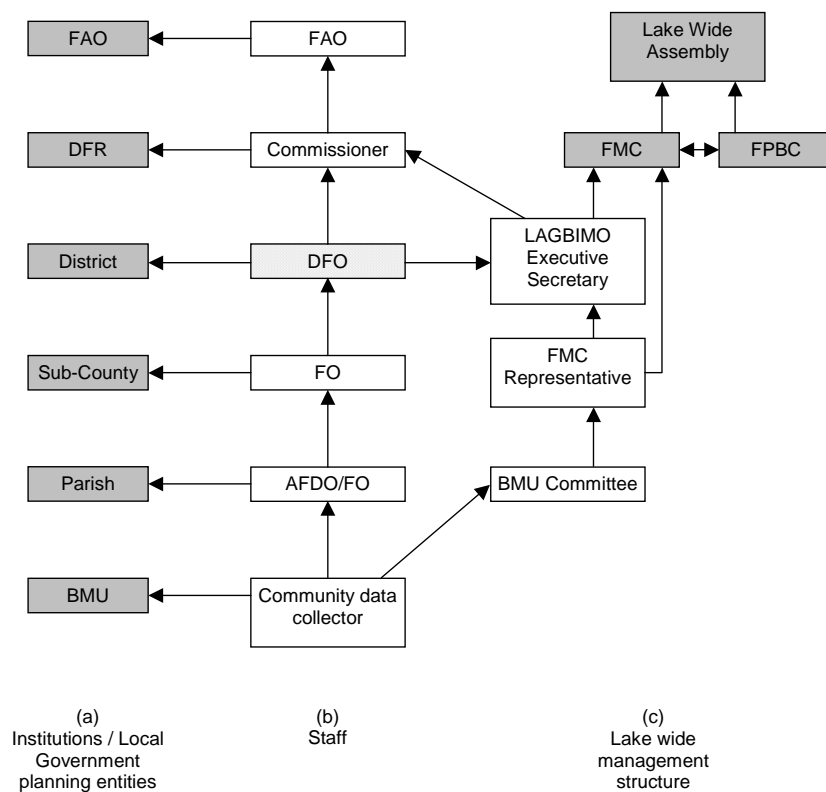 FAO
FAO
Lake Wide
Assembly
DFR
Commissioner
FMC
FPBC
District
DFO
LAGBIMO
Executive
Secretary
Sub-County
FO
FMC
Representative
Parish
AFDO/FO
BMU Committee
BMU
Community data
collector
(a)
Institutions / Local
Government
planning entities
(b)
Staff
(c)
Lake wide
management
structure